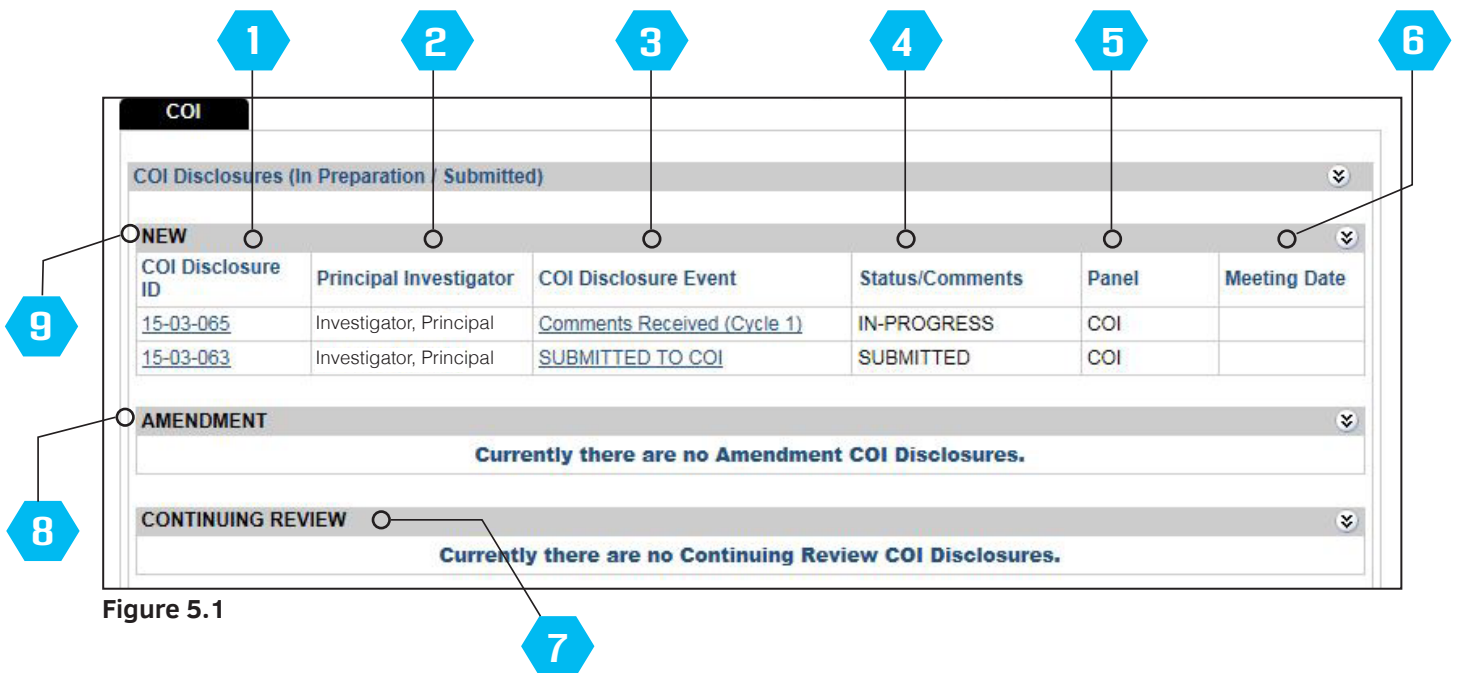 1 2 3 4 5 6
COI
COI Disclosures (In Preparation / Submitted)
NEW
COI Disclosure ID Principal Investigator COI Disclosure Event Status/Comments Panel Meeting Date
9
15-03-065 Investigator, Principal Comments Received (Cycle 1) IN-PROGRESS COI
15-03-063 Investigator, Principal SUBMITTED TO COI SUBMITTED COI
AMENDMENT
Currently there are no Amendment COI Disclosures.
8
CONTINUING REVIEW
Currently there are no Continuing Review COI Disclosures.
Figure 5.1
7